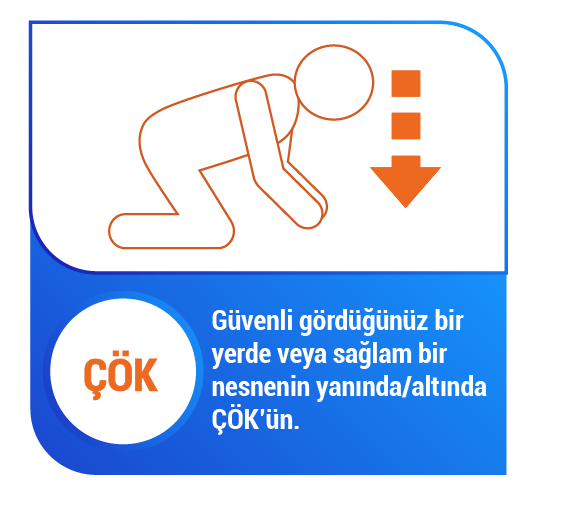 ÇÖK
Güvenli gördüğünüz bir
yerde veya sağlam bir
nesnenin yanında/altında
ÇÖK'ün.